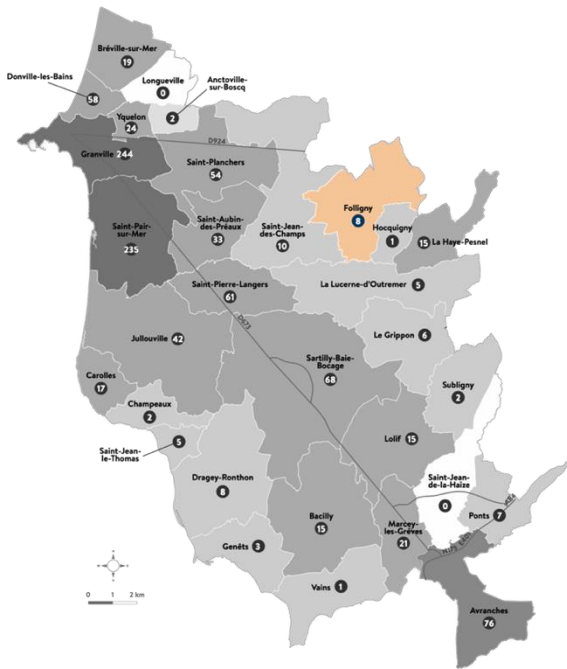 Bréville-sur-Mer
19
Longueville
0
Anctoville-
sur-Boscq
2
Donville-les-Bains
58
Yquelon
24
D924
Granville 244
Saint-Planchers
54
Folligny
8
Hocquigny
1
15
La Haye-Pesnel
Saint-Pair-
sur-Mer
235
Saint-Aubin
des-Préaux
33
Saint-Jean
des-Champs
10
Saint-Pierre-Langers
61
La Lucerne-d'Outremer
5
D673
Jullouville 42
Le Grippon 6
Sartilly-Baie-
Bocage
68
Carolles
17
Subligny
2
Champeaux
2
Lolif 15
Saint-Jean
le-Thomas
5
Dragey-Ronthon
8
Saint-Jean
de-la-Haize
0
Bacilly
15
Marcey-
les-Grèves
21
Ponts 7
Genêts 3
Vains 1
0 1 2 km
Avranches
76